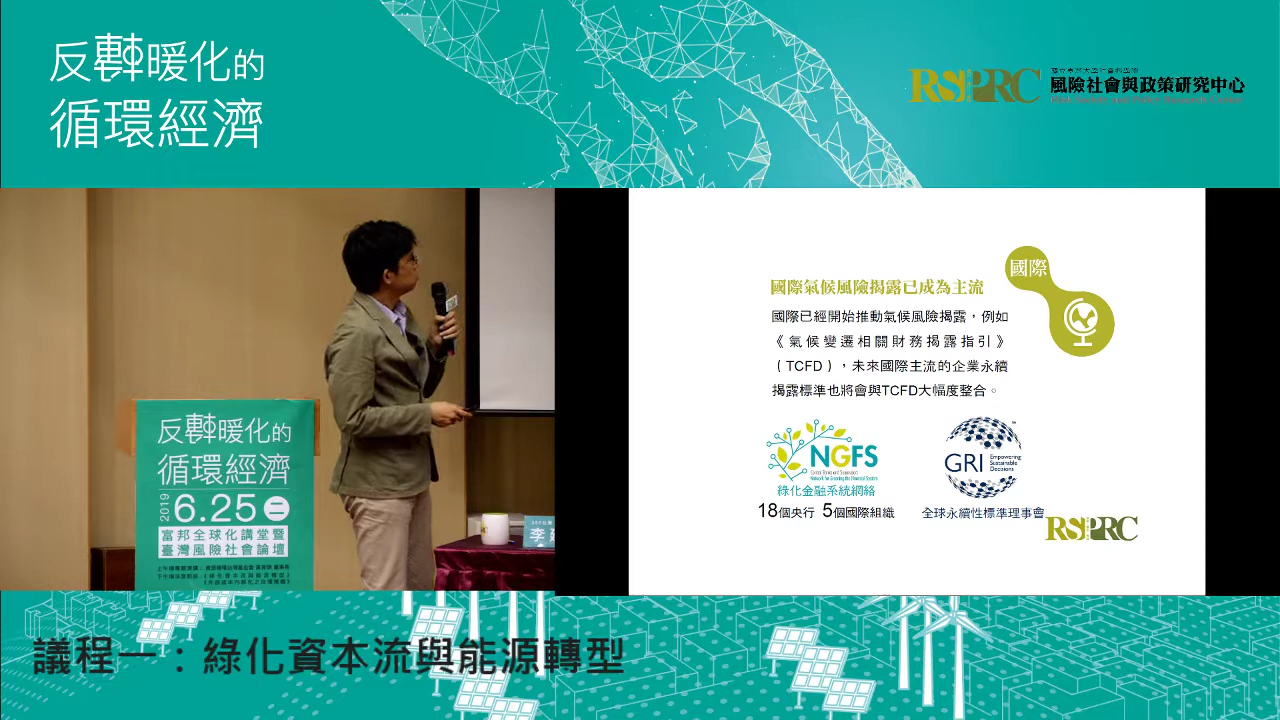 反轉暖化的
循環經濟
RSPRC
風險社會與政策研究中心
國際
國際氣候風險揭露已成為主流
國際已經開始推動氣候風險揭露，例如
《氣候變遷相關財務揭露指引》
（TCFD），未來國際主流的企業永續
揭露標準也將會與TCFD大幅度整合。
NGFS
綠化金融系統網絡
18個央行 5個國際組織
GRI
Empowering
Sustainable
Decisions
全球永續性標準理事會
RSPRC
反轉暖化的
循環經濟
2019
6.25 二
富邦全球化講堂暨
臺灣風險社會論壇
李
議程一：綠化資本流與能源轉型